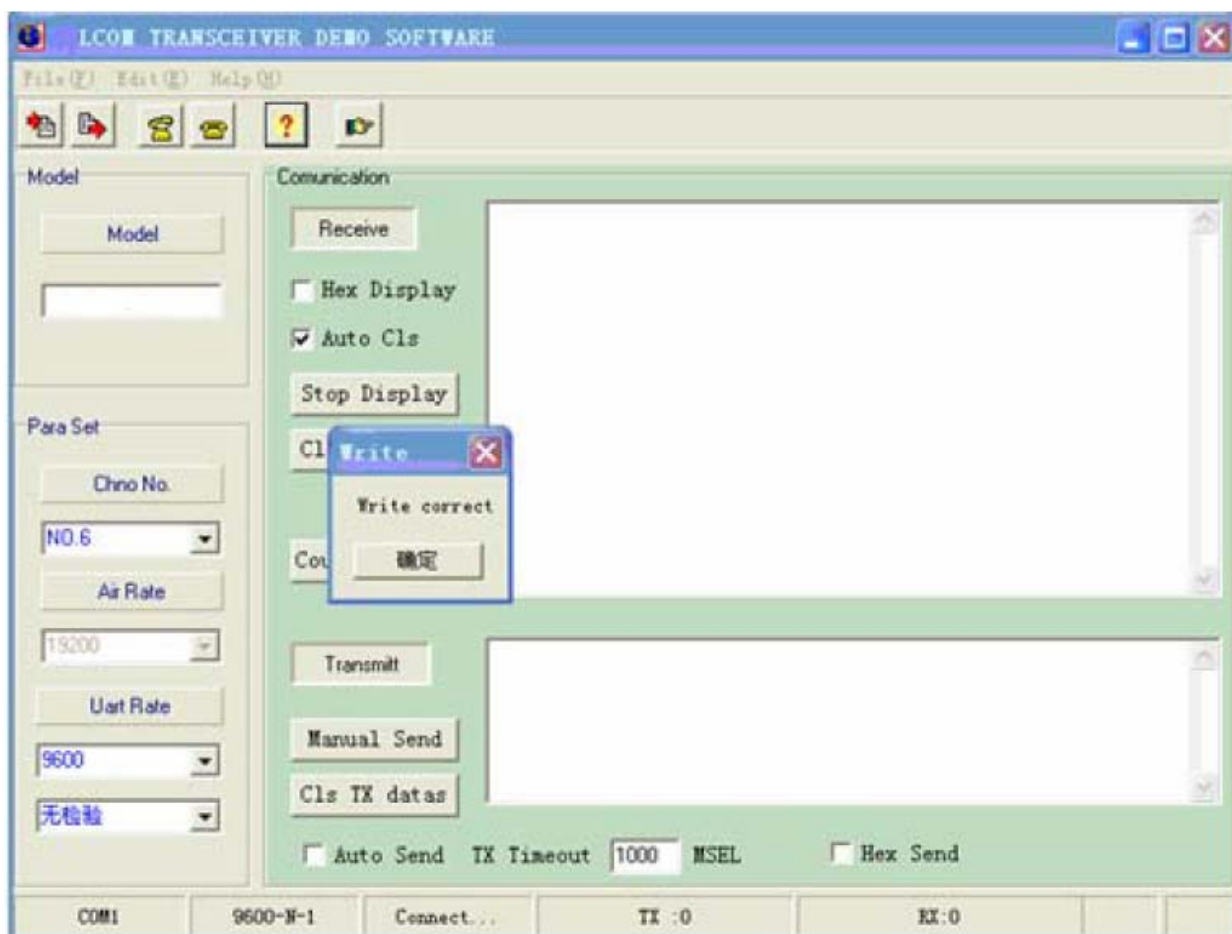 LCOM TRANSCEIVER DEMO SOFTWARE
File(F) Edit(E) Help(H)
Model
Model
Comunication
Receive
Hex Display
Auto Cls
Stop Display
Cl
Write
Write correct
确定
Cou
Para Set
Chno No.
NO.6
Air Rate
19200
Uart Rate
9600
无检验
Transmitt
Manual Send
Cls TX datas
Auto Send TX Timeout 1000 MSEL Hex Send
COM1 9600-N-1 Connect... TX :0 RX:0